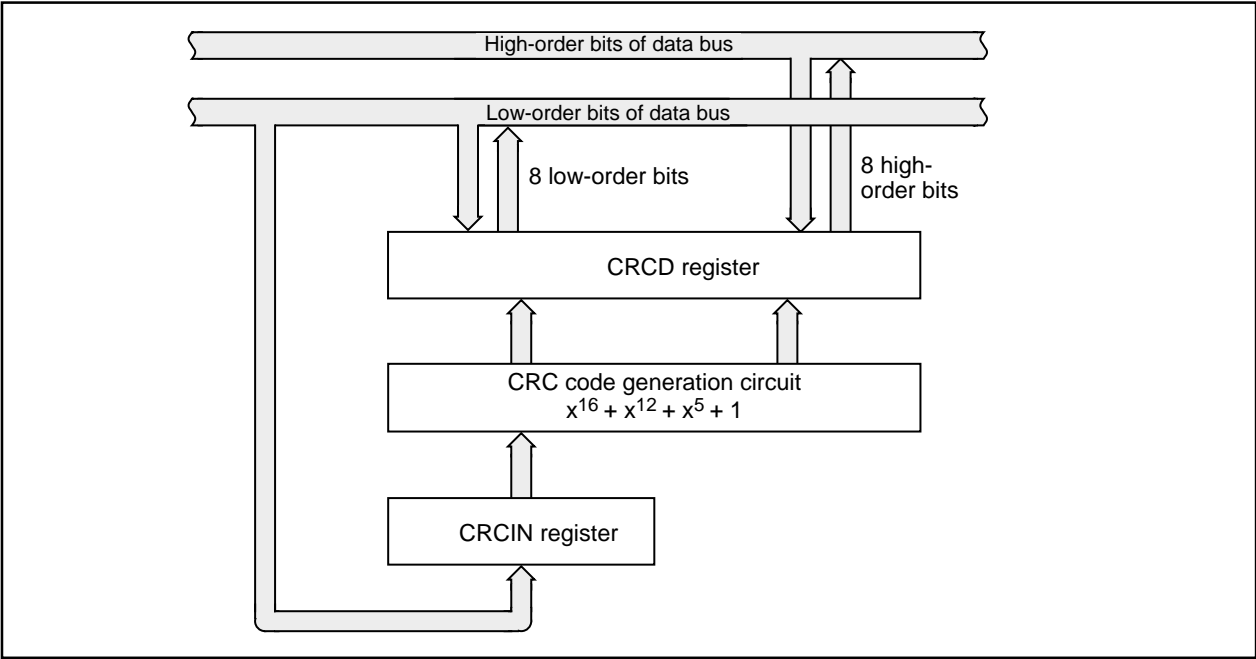 High-order bits of data bus
Low-order bits of data bus
8 low-order bits
8 high-
order bits
CRCD register
CRC code generation circuit
x¹⁶ + x¹² + x⁵ + 1
CRCIN register